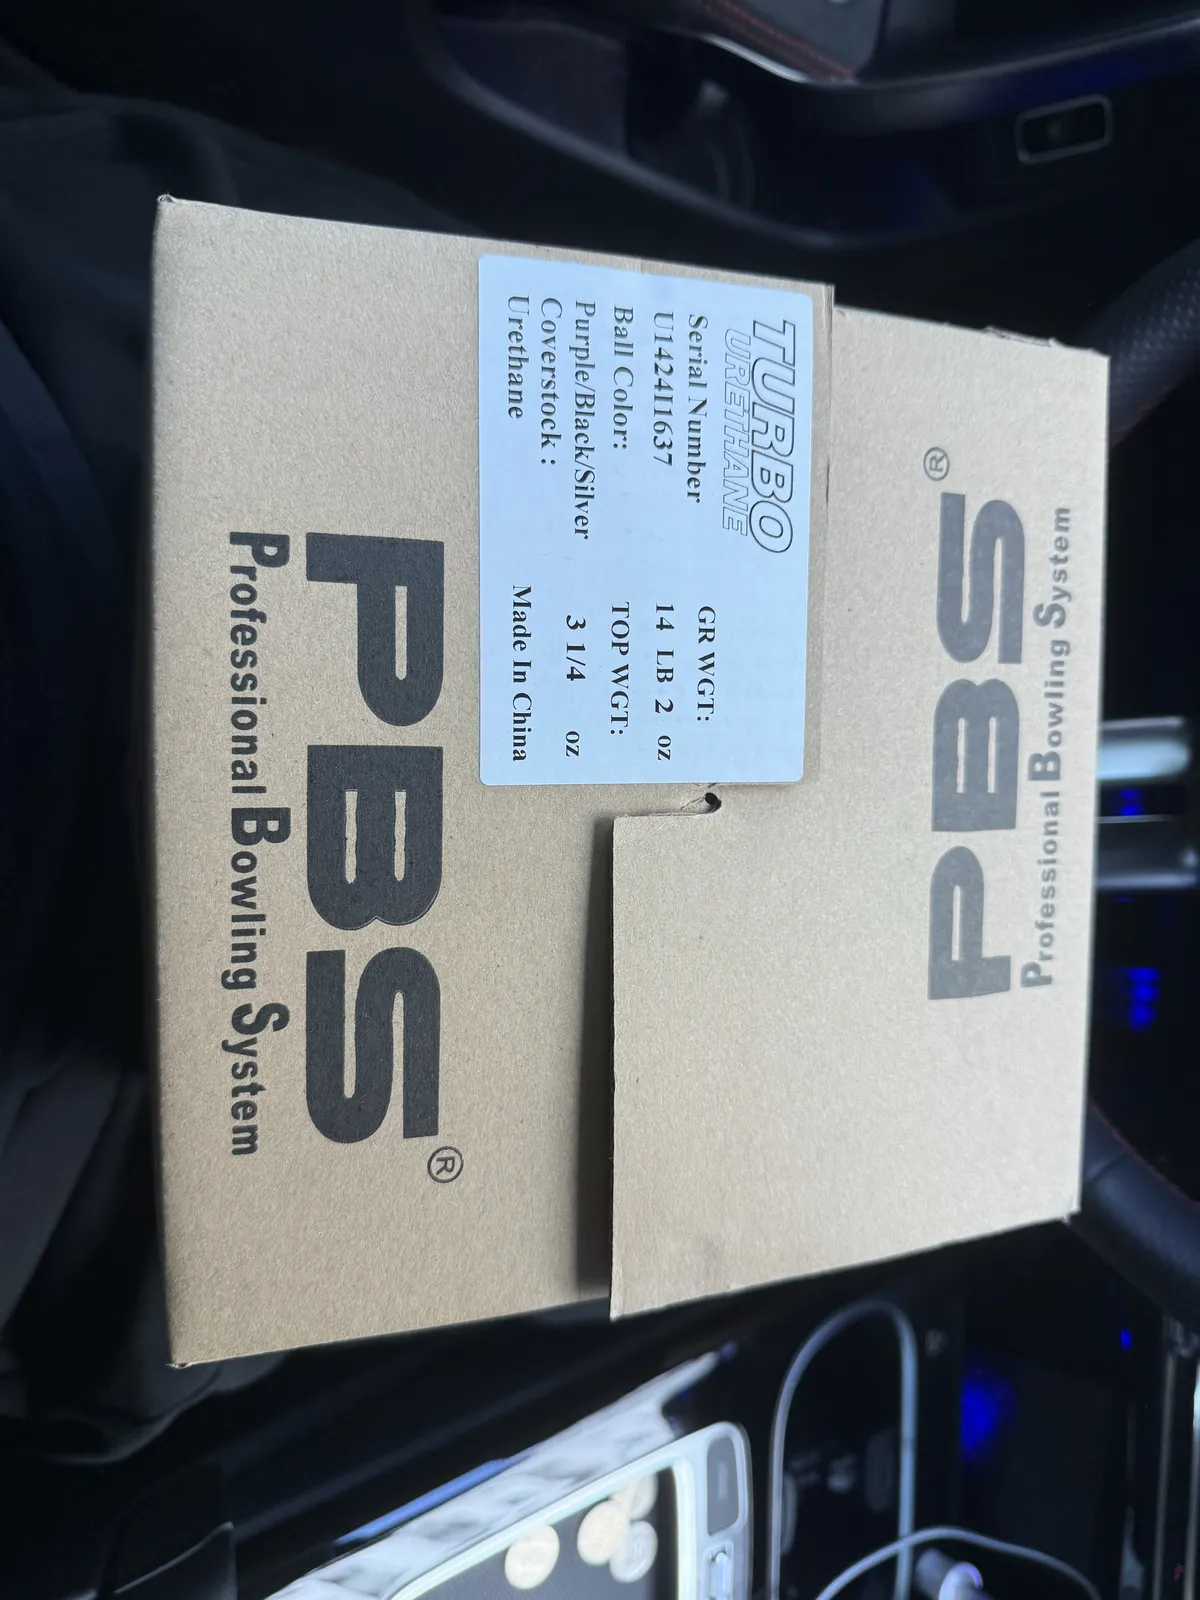 PBS®
Professional Bowling System
TURBO
URETHANE
Serial Number
GR WGT:
U1424I1637
14 LB 2 oz
Ball Color:
TOP WGT:
Purple/Black/Silver
3 1/4 oz
Coverstock :
Urethane
Made In China
PBS®
Professional Bowling System